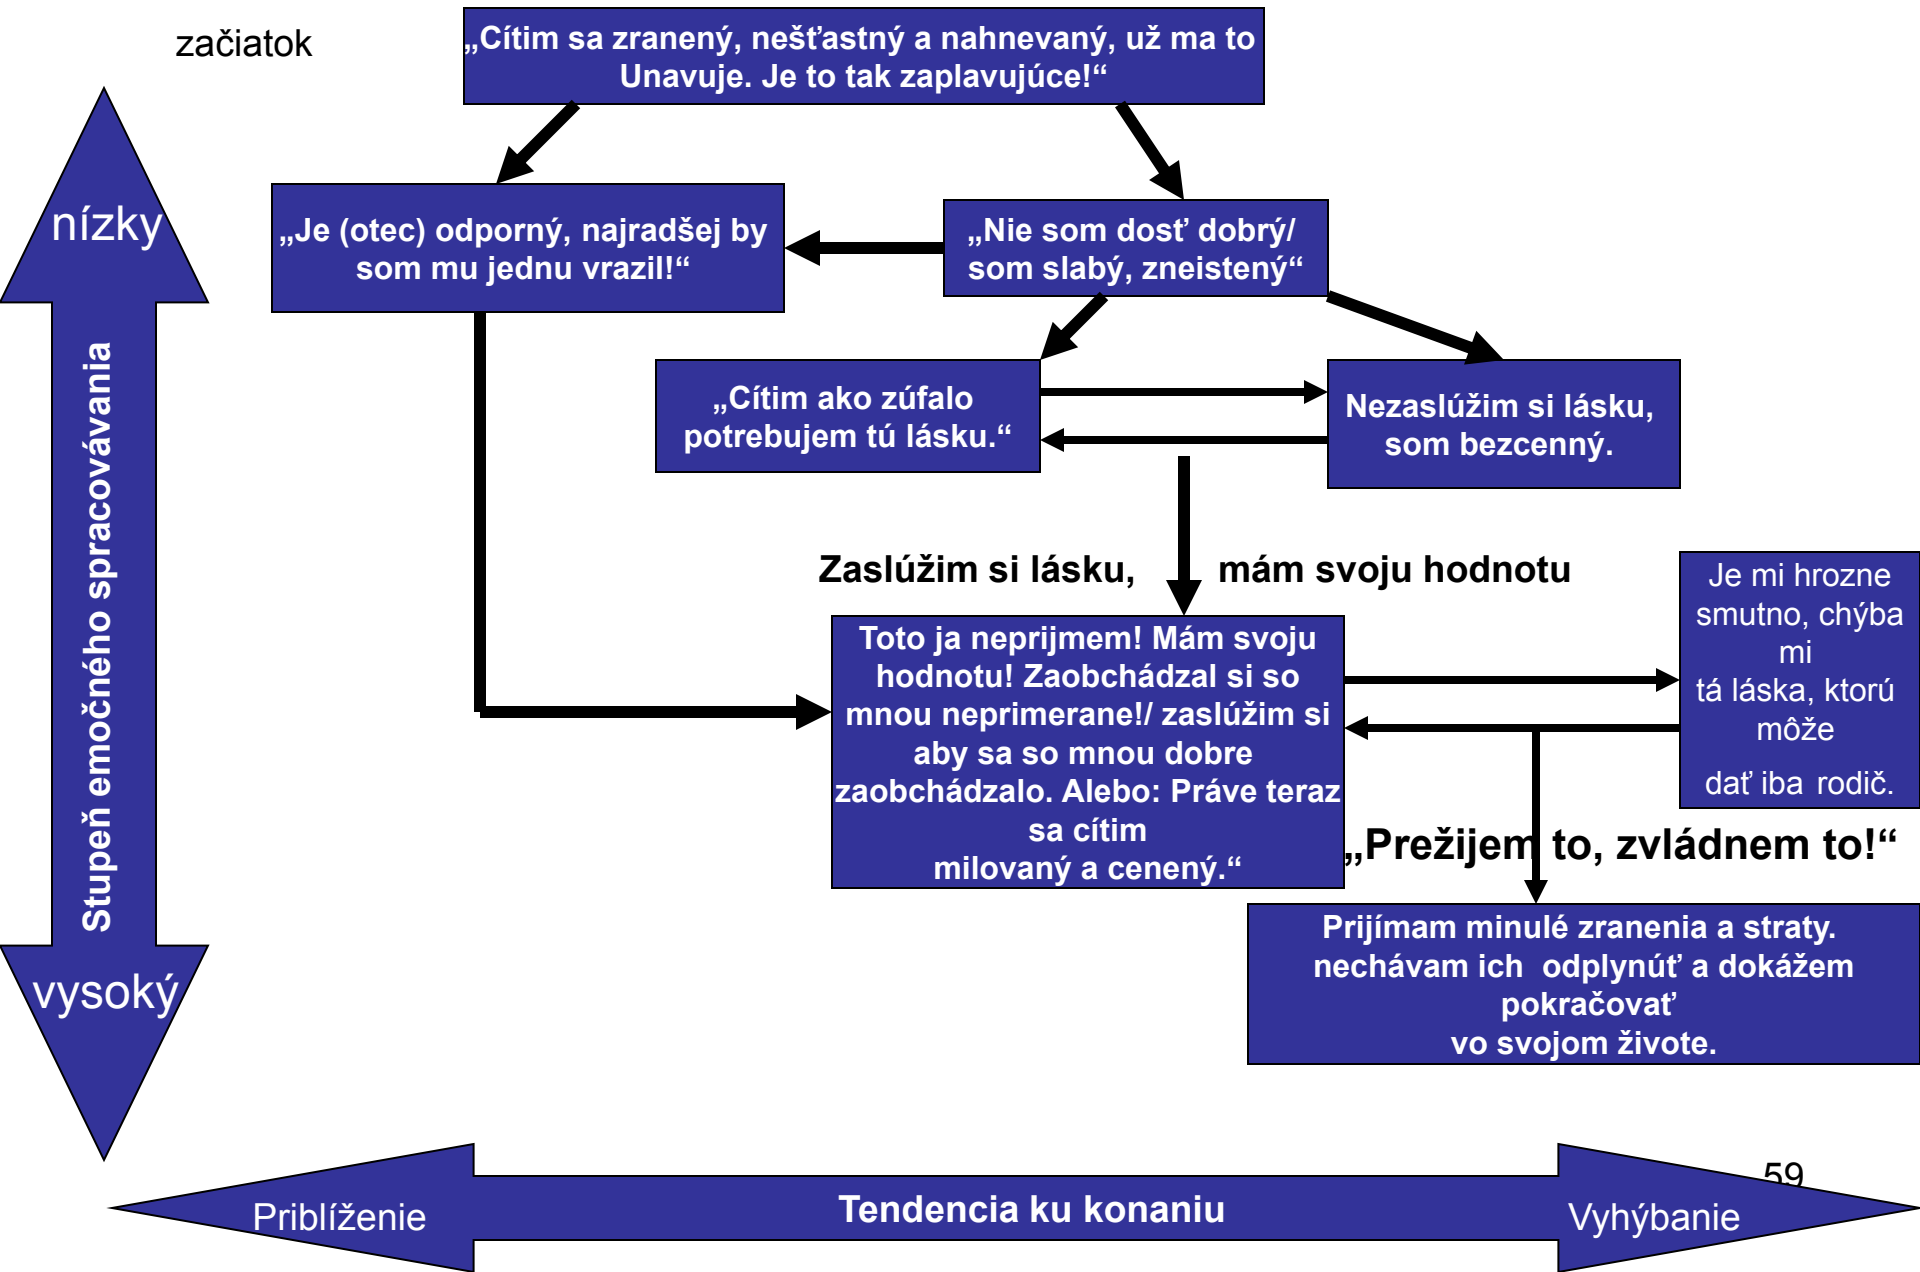 začiatok
„Cítim sa zranený, nešťastný a nahnevaný, už ma to
Unavuje. Je to tak zaplavujúce!“
nízky
„Je (otec) odporný, najradšej by
som mu jednu vrazil!“
„Nie som dosť dobrý/
som slabý, zneistený“
„Cítim ako zúfalo
potrebujem tú lásku.“
Nezaslúžim si lásku,
som bezcenný.
Stupeň emočného spracovávania
Zaslúžim si lásku, mám svoju hodnotu
Toto ja neprijmem! Mám svoju
hodnotu! Zaobchádzal si so
mnou neprimerane!/ zaslúžim si
aby sa so mnou dobre
zaobchádzalo. Alebo: Práve teraz
sa cítim
milovaný a cenený.“
Je mi hrozne
smutno, chýba
mi
tá láska, ktorú
môže
dať iba rodič.
„Prežijem to, zvládnem to!“
Prijímam minulé zranenia a straty.
nechávam ich odplynúť a dokážem
pokračovať
vo svojom živote.
vysoký
59
Priblíženie
Tendencia ku konaniu
Vyhýbanie